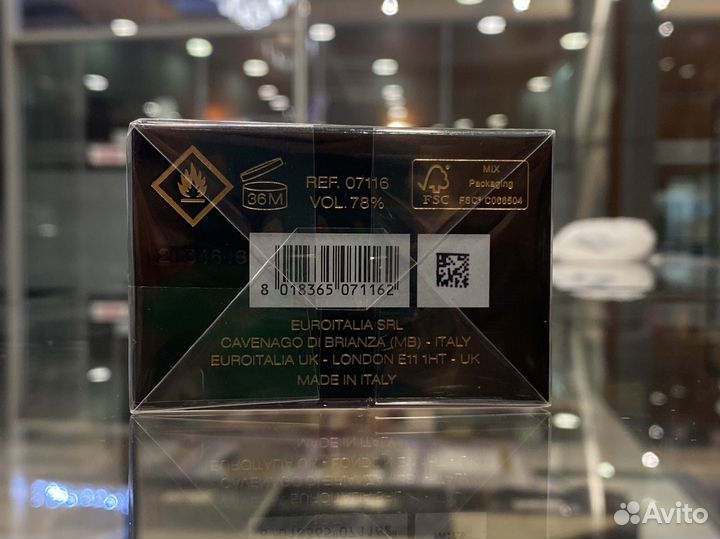 36M
REF. 07116
VOL. 78%
FSC
MIX
Packaging
FSC® C066504
8 018365 071162
EUROITALIA SRL
CAVENAGO DI BRIANZA (MB) - ITALY
EUROITALIA UK - LONDON E11 1HT - UK
MADE IN ITALY
Avito